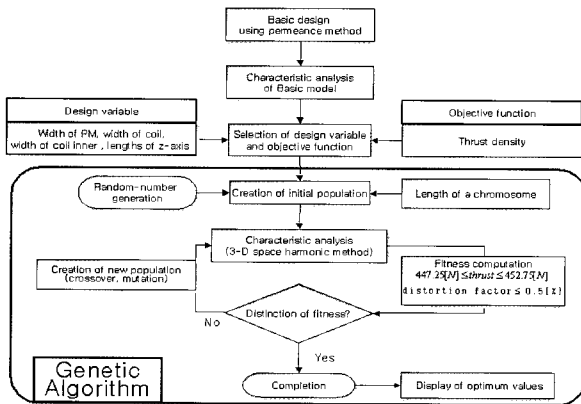 Basic design
using permeance method
Characteristic analysis
of Basic model
Design variable
Width of PM, width of coil,
width of coil inner , lengths of z-axis
Selection of design variable
and objective function
Objective function
Thrust density
Random-number
generation
Creation of initial population
Length of a chromosome
Characteristic analysis
(3-D space harmonic method)
Creation of new population
(crossover, mutation)
Fitness computation
447.25[N] ≤thrust≤452.75[N]
distortion factor≤ 0.5[%]
Distinction of fitness?
No
Yes
Genetic
Algorithm
Completion
Display of optimum values